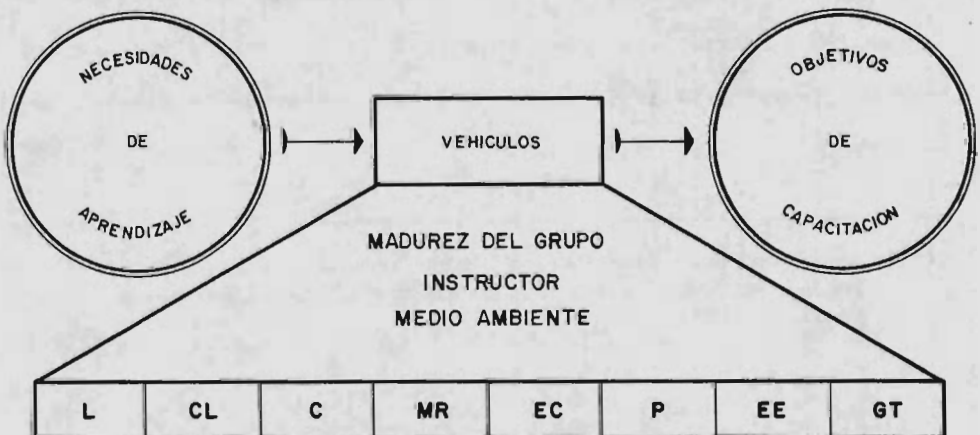 NECESIDADES
DE
APRENDIZAJE
VEHICULOS
OBJETIVOS
DE
CAPACITACION
MADUREZ DEL GRUPO
INSTRUCTOR
MEDIO AMBIENTE
L CL C MR EC P EE GT